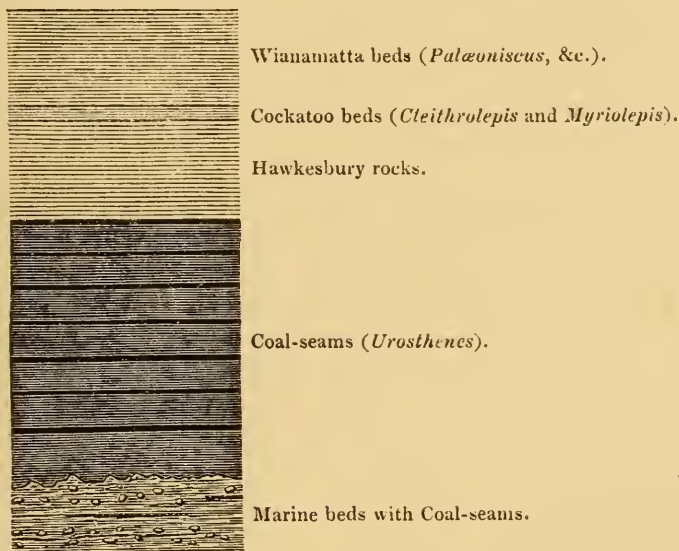 Wianamatta beds (Palæoniscus, &c.).
Cockatoo beds (Cleithrolepis and Myriolepis).
Hawkesbury rocks.
Coal-seams (Urosthenes).
Marine beds with Coal-seams.